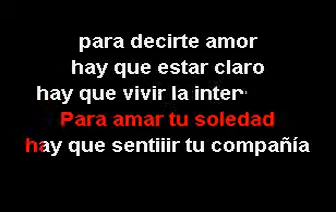 para decirte amor
hay que estar claro
hay que vivir la inter
Para amar tu soledad
hay que sentiiir tu compañía